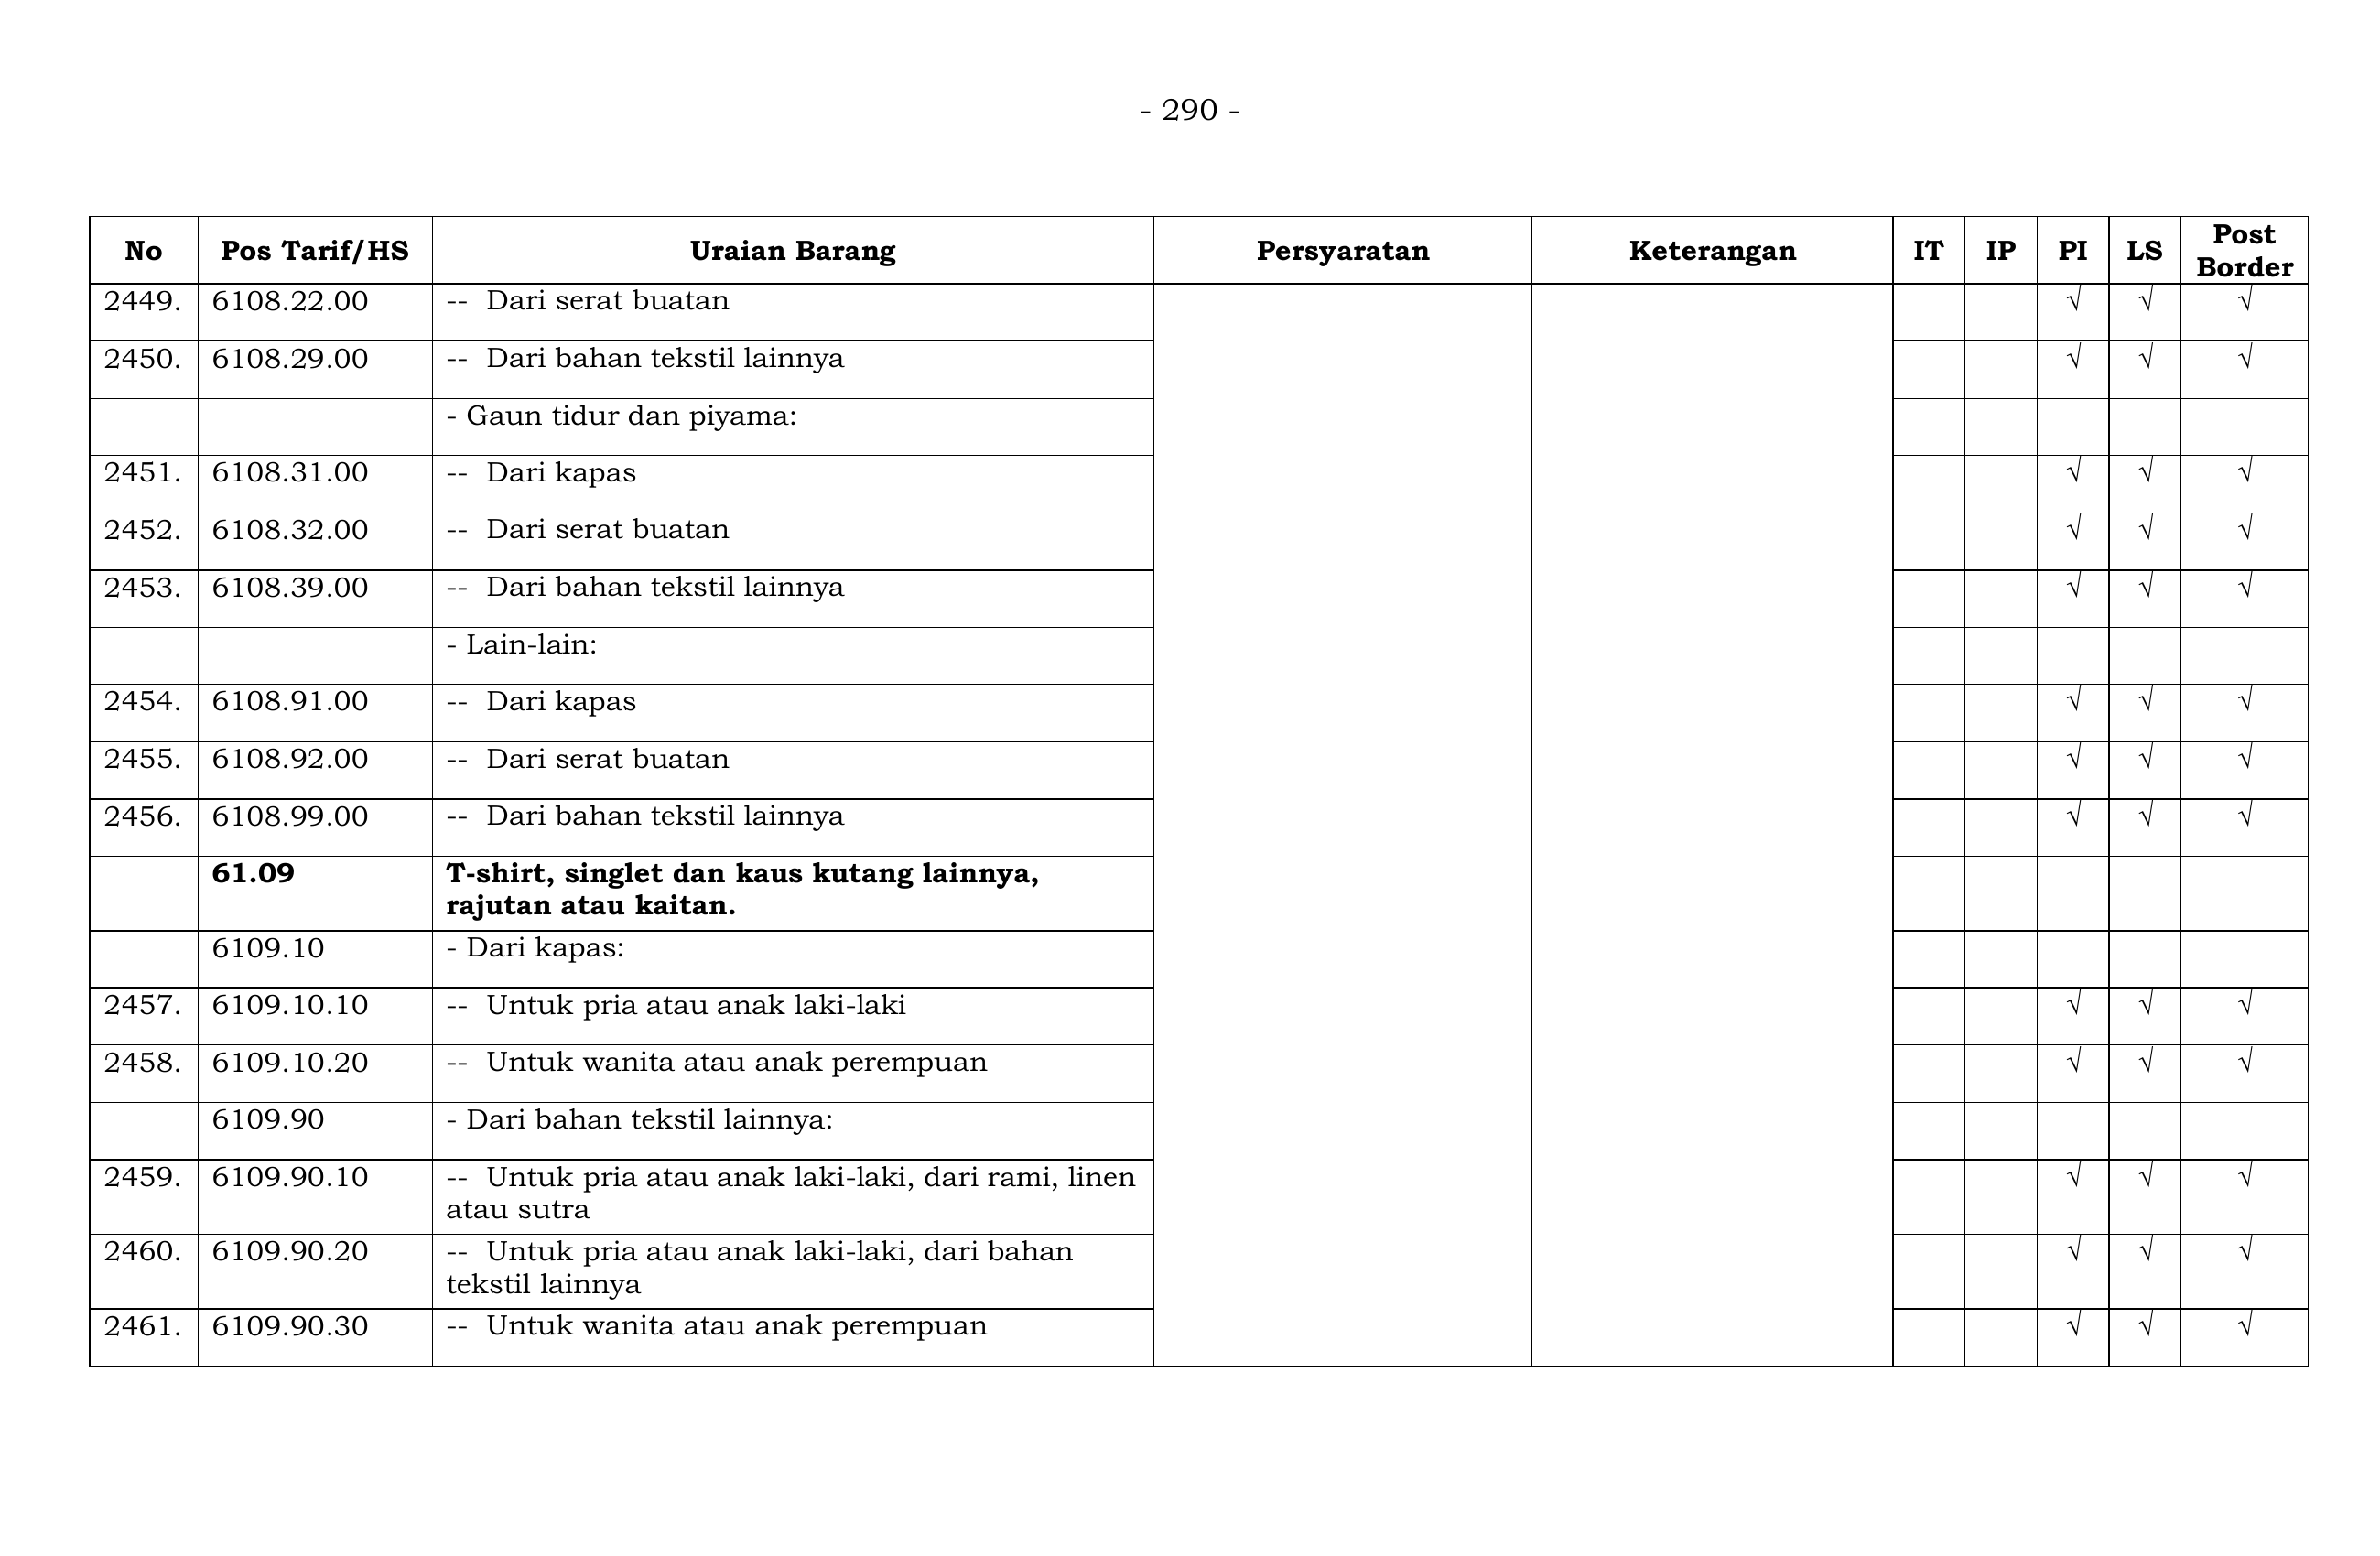 - 290 -
No Pos Tarif/HS Uraian Barang Persyaratan Keterangan IT IP PI LS Post Border
2449. 6108.22.00 -- Dari serat buatan √ √ √
2450. 6108.29.00 -- Dari bahan tekstil lainnya √ √ √
- Gaun tidur dan piyama:
2451. 6108.31.00 -- Dari kapas √ √ √
2452. 6108.32.00 -- Dari serat buatan √ √ √
2453. 6108.39.00 -- Dari bahan tekstil lainnya √ √ √
- Lain-lain:
2454. 6108.91.00 -- Dari kapas √ √ √
2455. 6108.92.00 -- Dari serat buatan √ √ √
2456. 6108.99.00 -- Dari bahan tekstil lainnya √ √ √
61.09 T-shirt, singlet dan kaus kutang lainnya,
rajutan atau kaitan.
6109.10 - Dari kapas:
2457. 6109.10.10 -- Untuk pria atau anak laki-laki √ √ √
2458. 6109.10.20 -- Untuk wanita atau anak perempuan √ √ √
6109.90 - Dari bahan tekstil lainnya:
2459. 6109.90.10 -- Untuk pria atau anak laki-laki, dari rami, linen √ √ √
atau sutra
2460. 6109.90.20 -- Untuk pria atau anak laki-laki, dari bahan √ √ √
tekstil lainnya
2461. 6109.90.30 -- Untuk wanita atau anak perempuan √ √ √